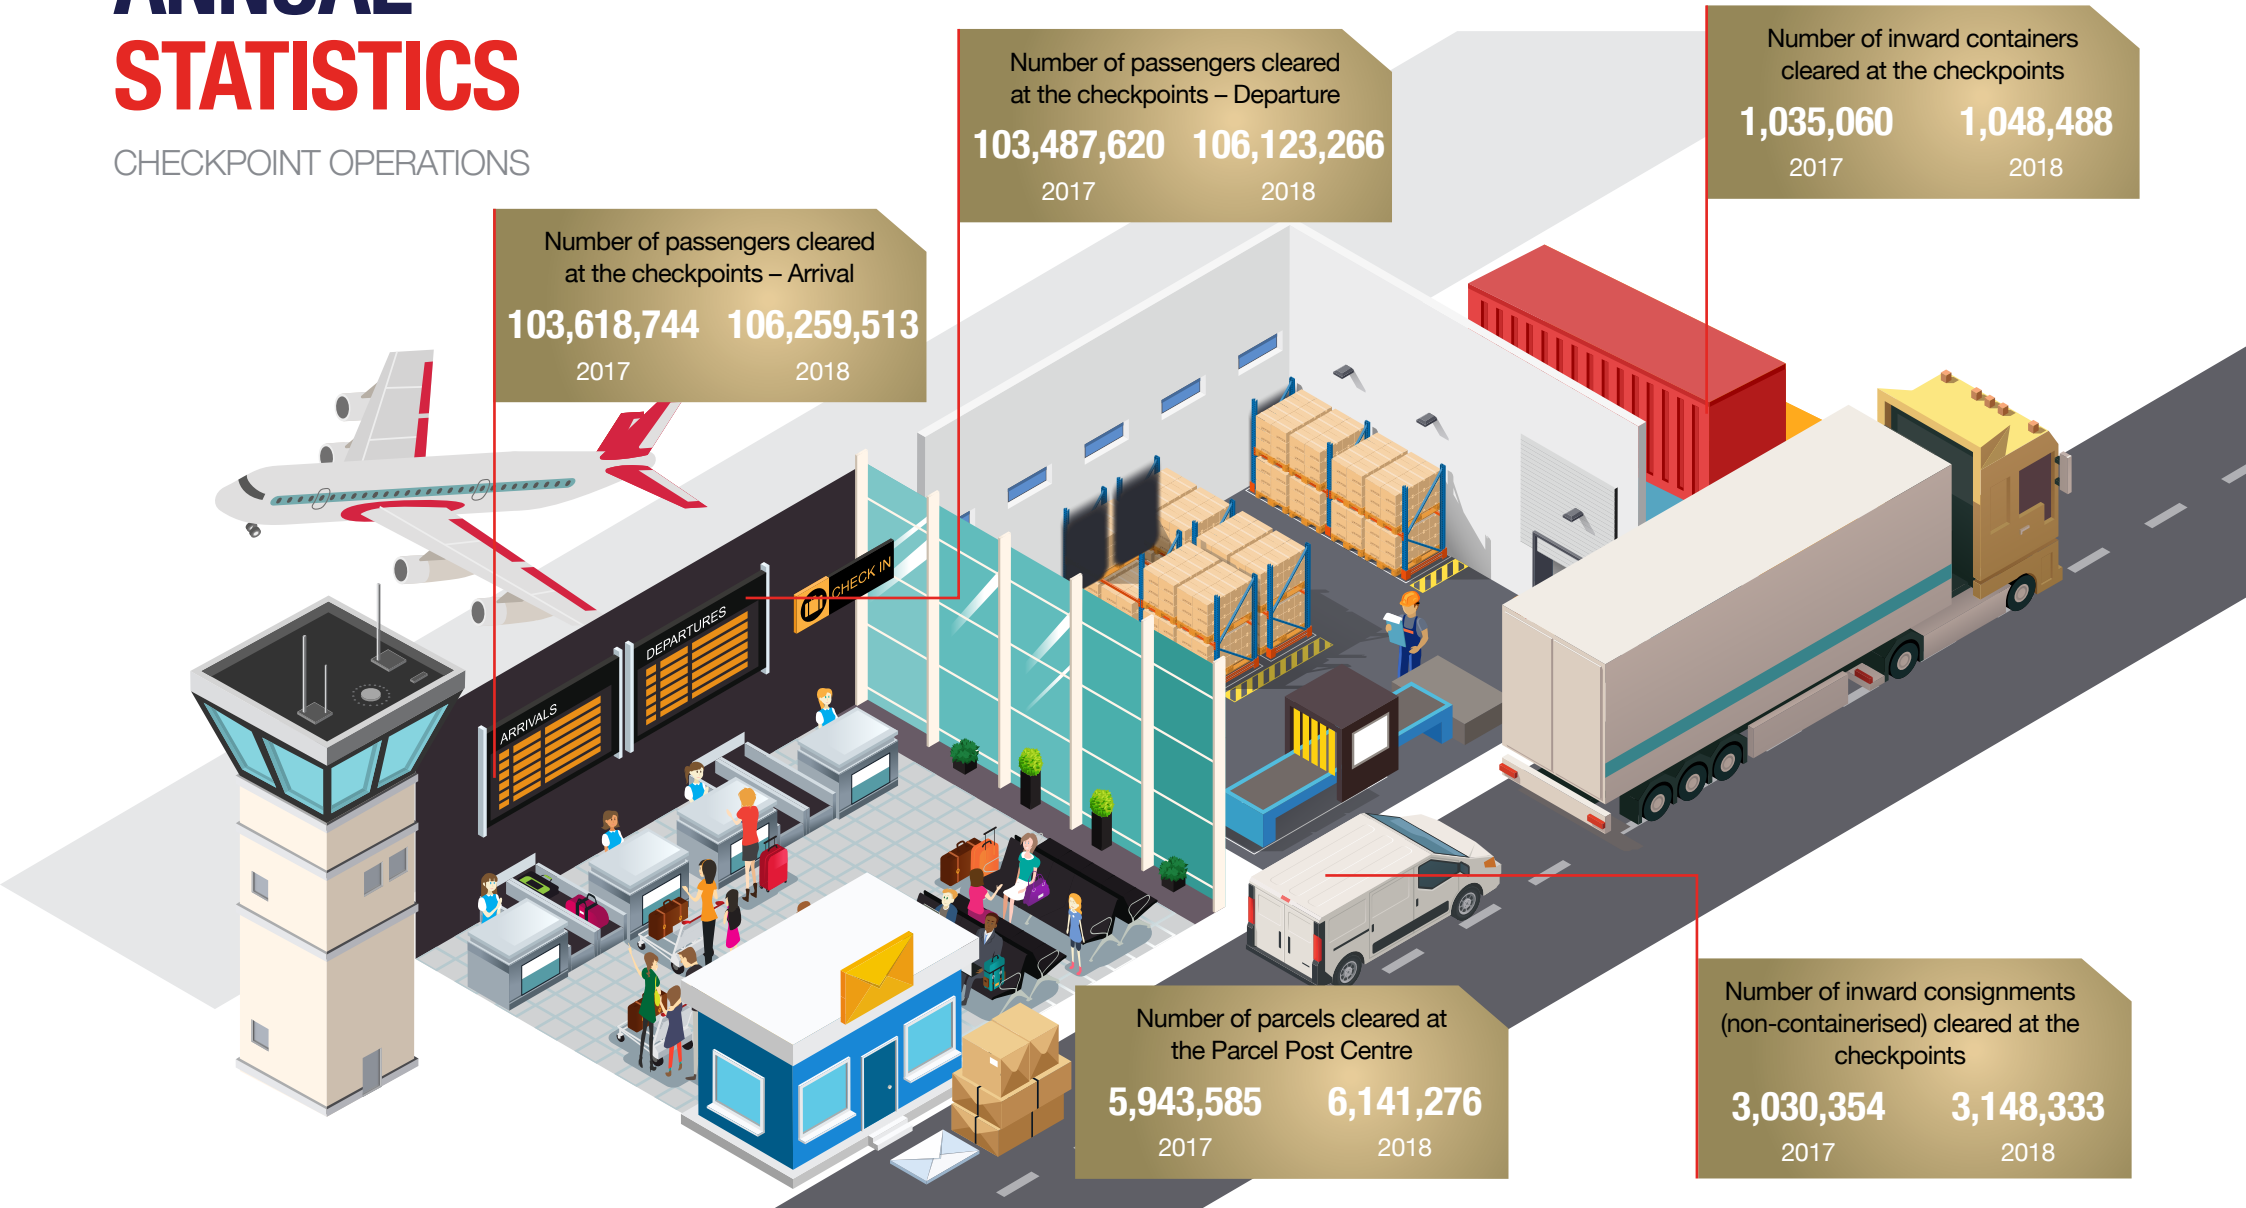 ANNUAL
STATISTICS
CHECKPOINT OPERATIONS
Number of passengers cleared
at the checkpoints – Arrival
103,618,744 106,259,513
2017 2018
Number of passengers cleared
at the checkpoints – Departure
103,487,620 106,123,266
2017 2018
Number of inward containers
cleared at the checkpoints
1,035,060 1,048,488
2017 2018
CHECK IN
DEPARTURES
ARRIVALS
Number of parcels cleared at
the Parcel Post Centre
5,943,585 6,141,276
2017 2018
Number of inward consignments
(non-containerised) cleared at the
checkpoints
3,030,354 3,148,333
2017 2018